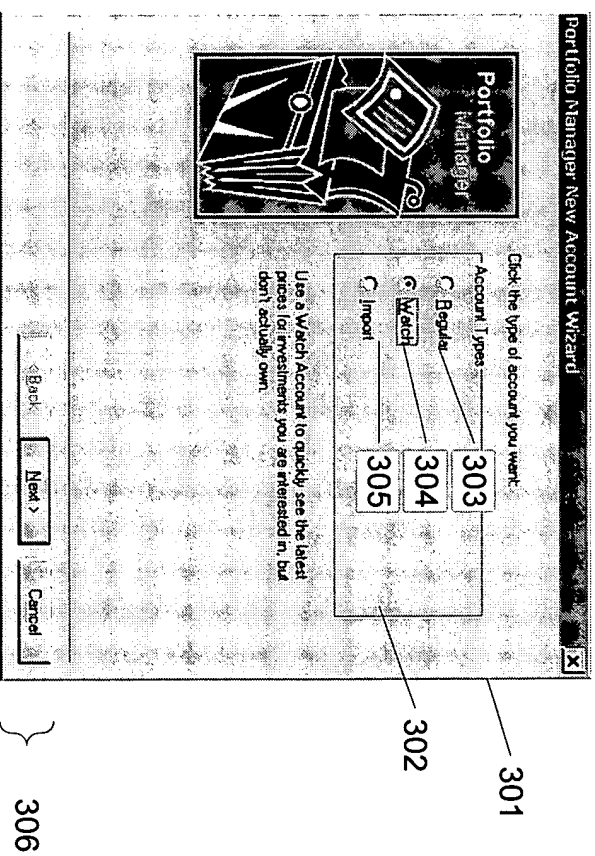 Portfolio Manager New Account Wizard
Portfolio
Manager
Click the type of account you want:
Account Types
Regular
Watch
Import
303
304
305
Use a Watch Account to quickly see the latest
prices for investments you are interested in, but
don't actually own.
< Back
Next >
Cancel
301
302
306